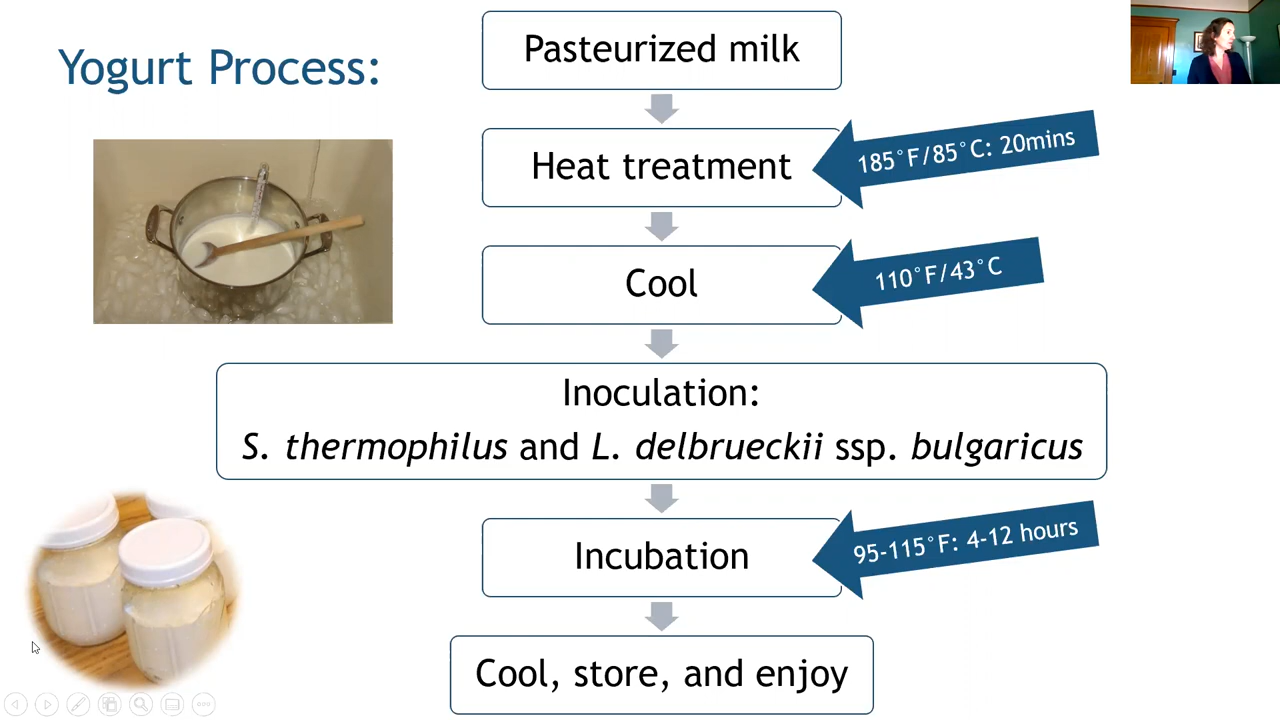 Yogurt Process:
Pasteurized milk
Heat treatment
185°F/85°C: 20mins
Cool
110°F/43°C
Inoculation:
S. thermophilus and L. delbrueckii ssp. bulgaricus
Incubation
95-115°F: 4-12 hours
Cool, store, and enjoy